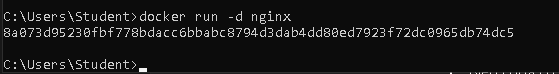 C:\Users\Student>docker run -d nginx
8a073d95230fbf778bdacc6bbabc8794d3dab4dd80ed7923f72dc0965db74dc5
C:\Users\Student>